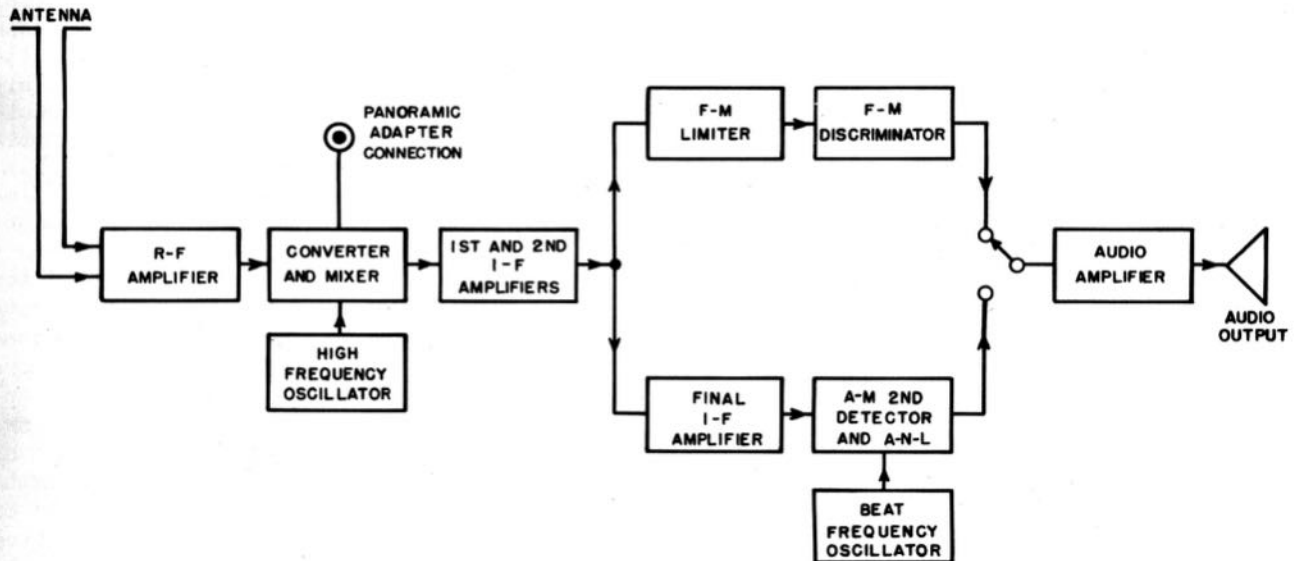 ANTENNA
PANORAMIC
ADAPTER
CONNECTION
R-F
AMPLIFIER
CONVERTER
AND MIXER
HIGH
FREQUENCY
OSCILLATOR
1ST AND 2ND
I-F
AMPLIFIERS
F-M
LIMITER
F-M
DISCRIMINATOR
FINAL
I-F
AMPLIFIER
A-M 2ND
DETECTOR
AND A-N-L
BEAT
FREQUENCY
OSCILLATOR
AUDIO
AMPLIFIER
AUDIO
OUTPUT